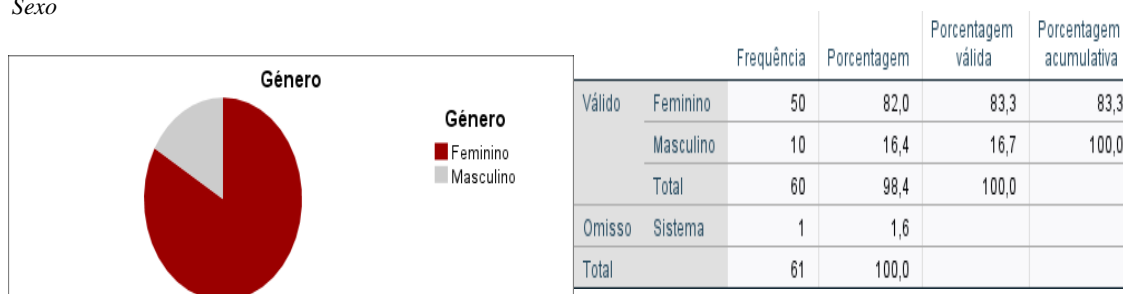 Sexo
Género
Género
Feminino
Masculino
Frequência Porcentagem Porcentagem válida Porcentagem acumulativa
Válido Feminino 50 82,0 83,3 83,3
Masculino 10 16,4 16,7 100,0
Total 60 98,4 100,0
Omisso Sistema 1 1,6
Total 61 100,0